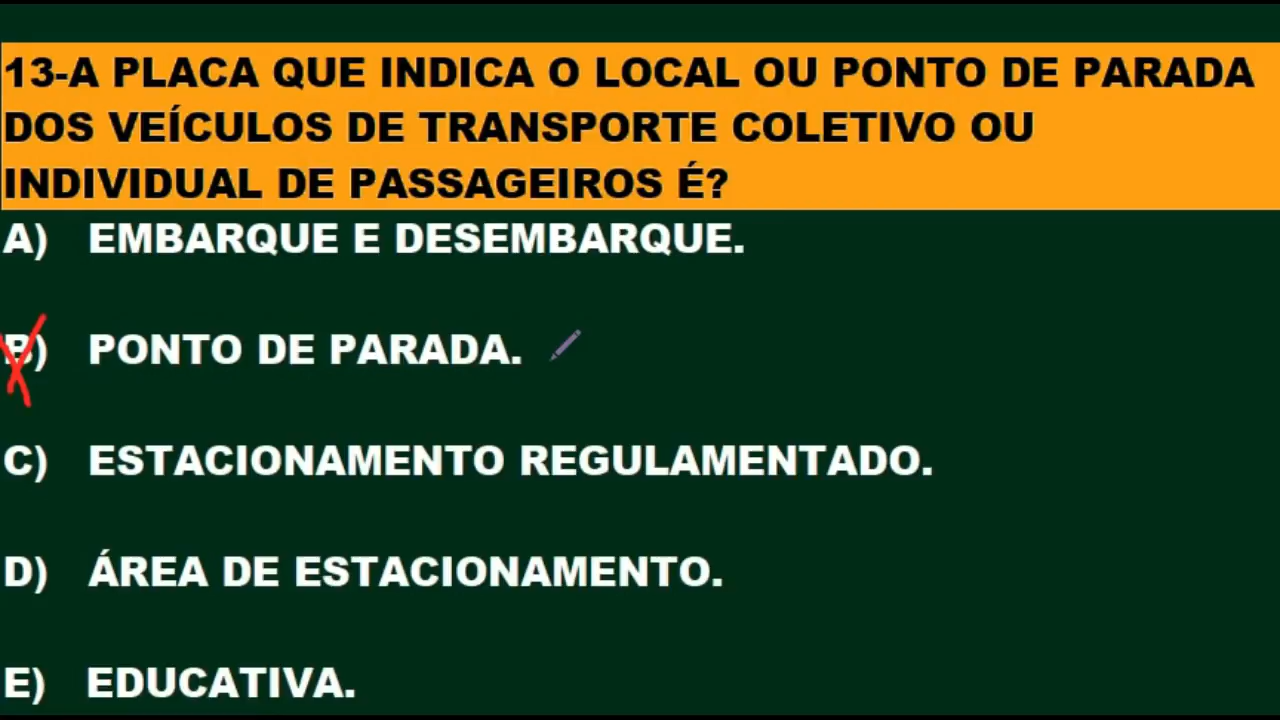 13-A PLACA QUE INDICA O LOCAL OU PONTO DE PARADA
DOS VEÍCULOS DE TRANSPORTE COLETIVO OU
INDIVIDUAL DE PASSAGEIROS É?
A) EMBARQUE E DESEMBARQUE.
B) PONTO DE PARADA.
C) ESTACIONAMENTO REGULAMENTADO.
D) ÁREA DE ESTACIONAMENTO.
E) EDUCATIVA.